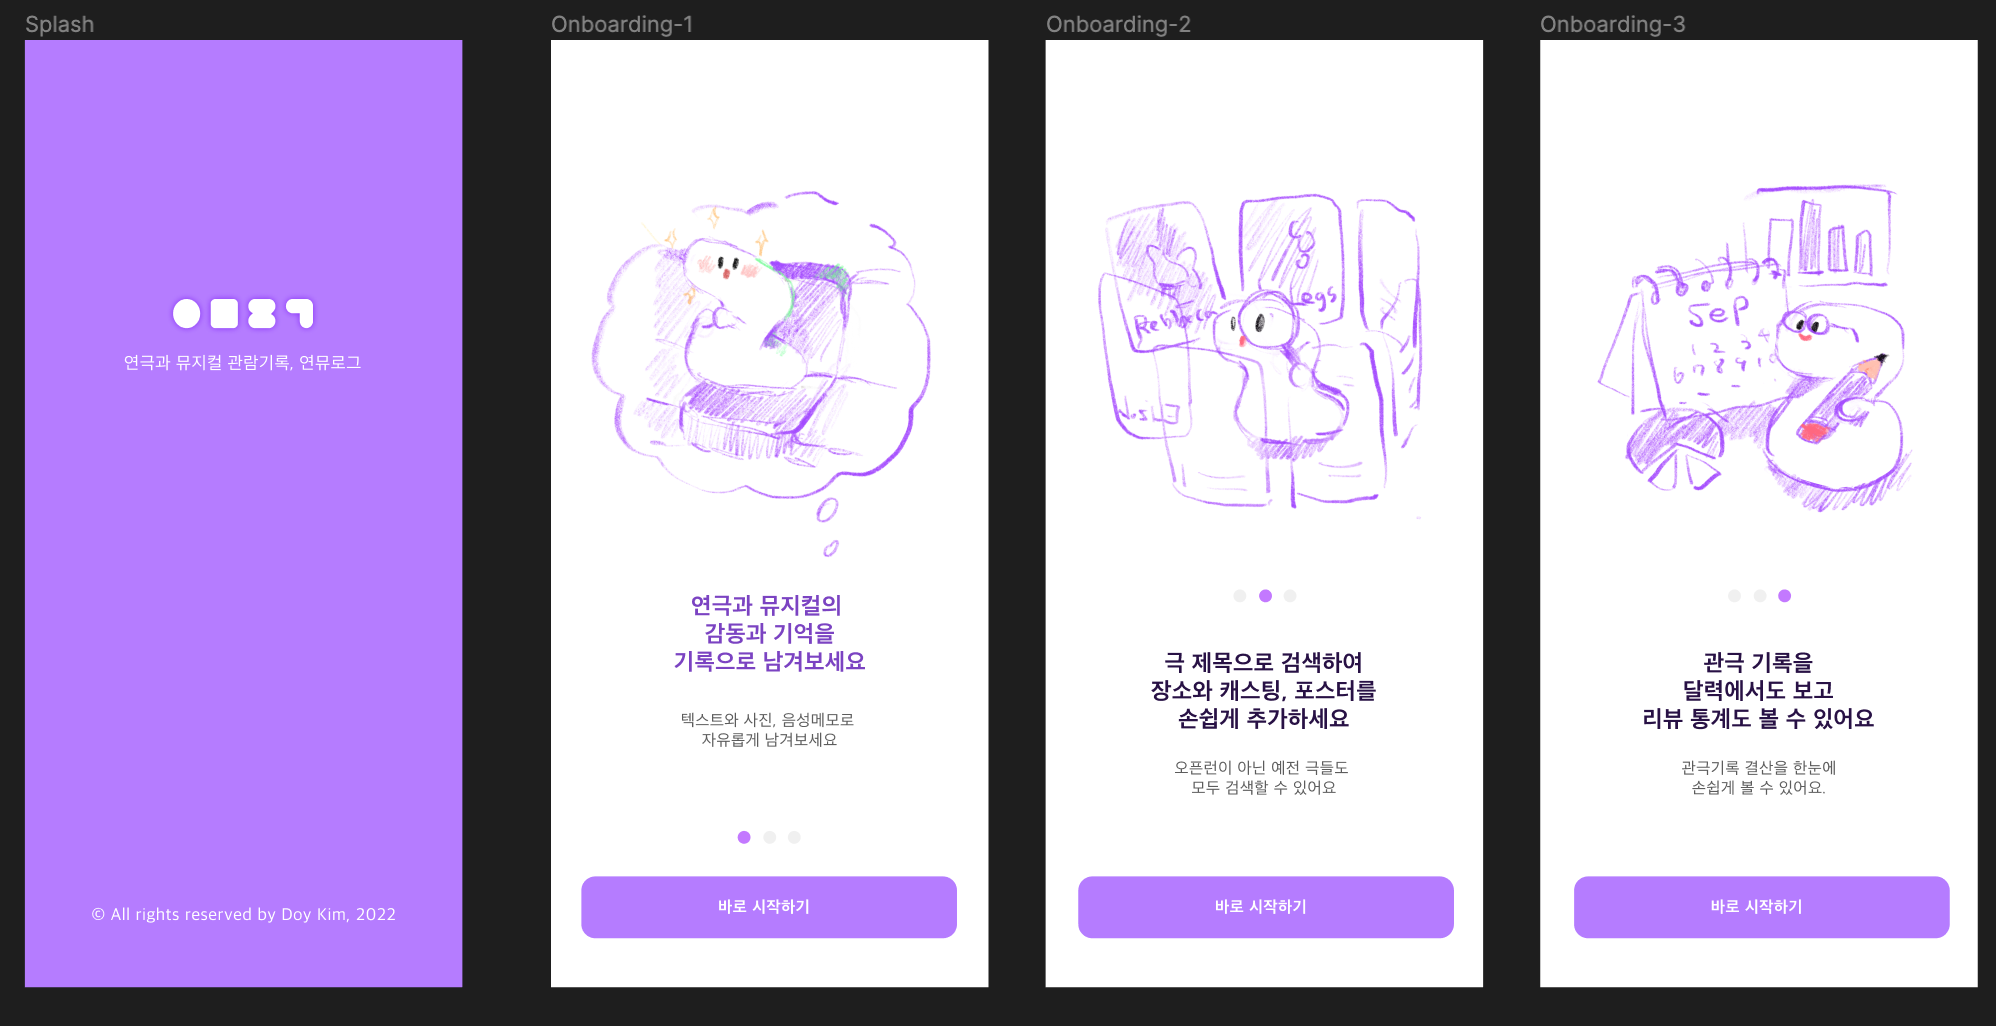 Splash
연극과 뮤지컬 관람기록, 연뮤로그
© All rights reserved by Doy Kim, 2022
Onboarding-1
연극과 뮤지컬의
감동과 기억을
기록으로 남겨보세요
텍스트와 사진, 음성메모로
자유롭게 남겨보세요
바로 시작하기
Onboarding-2
Legs
극 제목으로 검색하여
장소와 캐스팅, 포스터를
손쉽게 추가하세요
오픈런이 아닌 예전 극들도
모두 검색할 수 있어요
바로 시작하기
Onboarding-3
Sep
1 2 3 4
6 7 8 9 10
관극 기록을
달력에서도 보고
리뷰 통계도 볼 수 있어요
관극기록 결산을 한눈에
손쉽게 볼 수 있어요.
바로 시작하기